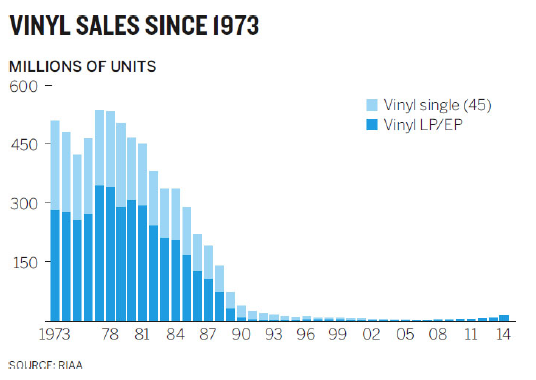 VINYL SALES SINCE 1973
MILLIONS OF UNITS
600
Vinyl single (45)
Vinyl LP/EP
450
300
150
1973 78 81 84 87 90 93 96 99 02 05 08 11 14
SOURCE: RIAA